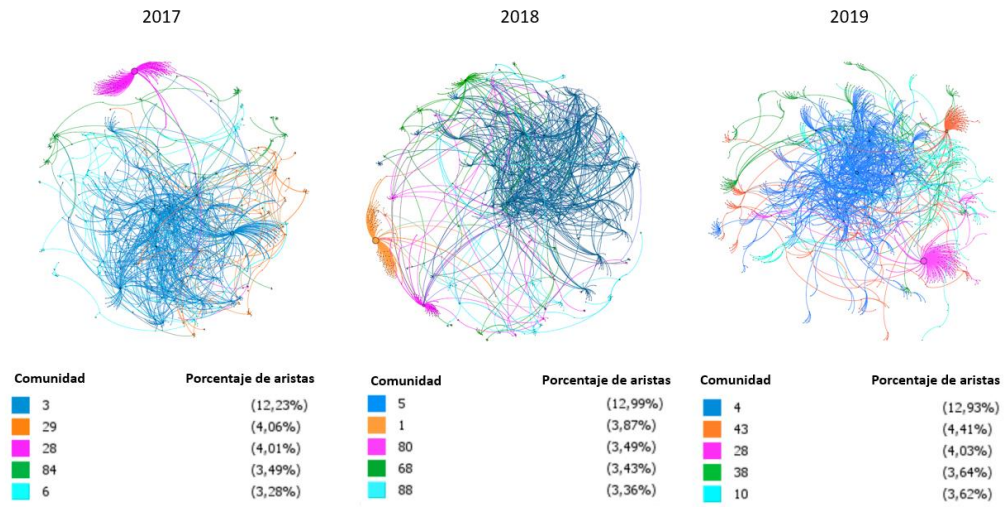 2017 2018 2019
Comunidad Porcentaje de aristas Comunidad Porcentaje de aristas Comunidad Porcentaje de aristas
3 (12,23%) 5 (12,99%) 4 (12,93%)
29 (4,06%) 1 (3,87%) 43 (4,41%)
28 (4,01%) 80 (3,49%) 28 (4,03%)
84 (3,49%) 68 (3,43%) 38 (3,64%)
6 (3,28%) 88 (3,36%) 10 (3,62%)